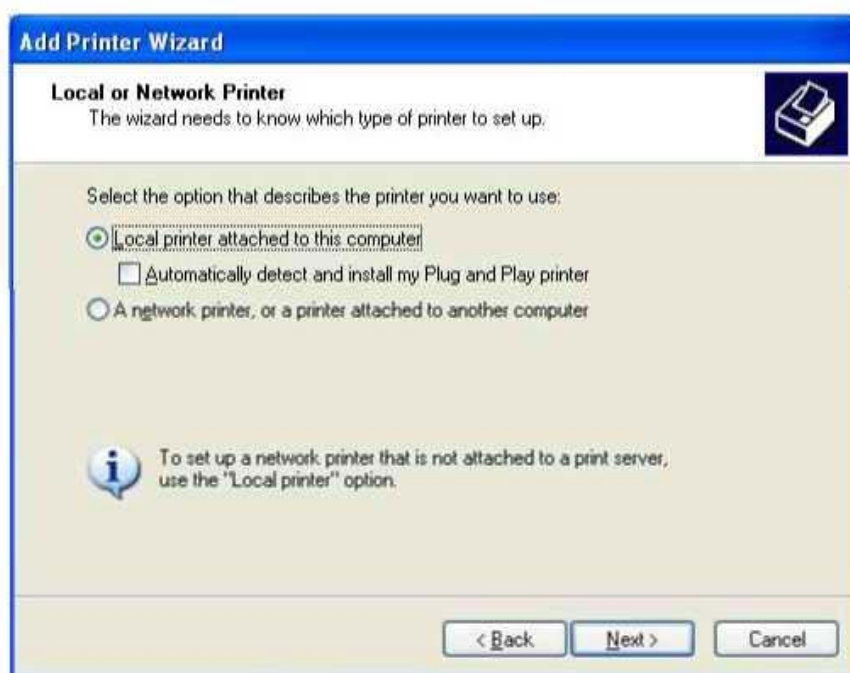 Add Printer Wizard
Local or Network Printer
The wizard needs to know which type of printer to set up.
Select the option that describes the printer you want to use:
Local printer attached to this computer
Automatically detect and install my Plug and Play printer
A network printer, or a printer attached to another computer
To set up a network printer that is not attached to a print server,
use the "Local printer" option.
< Back
Next >
Cancel